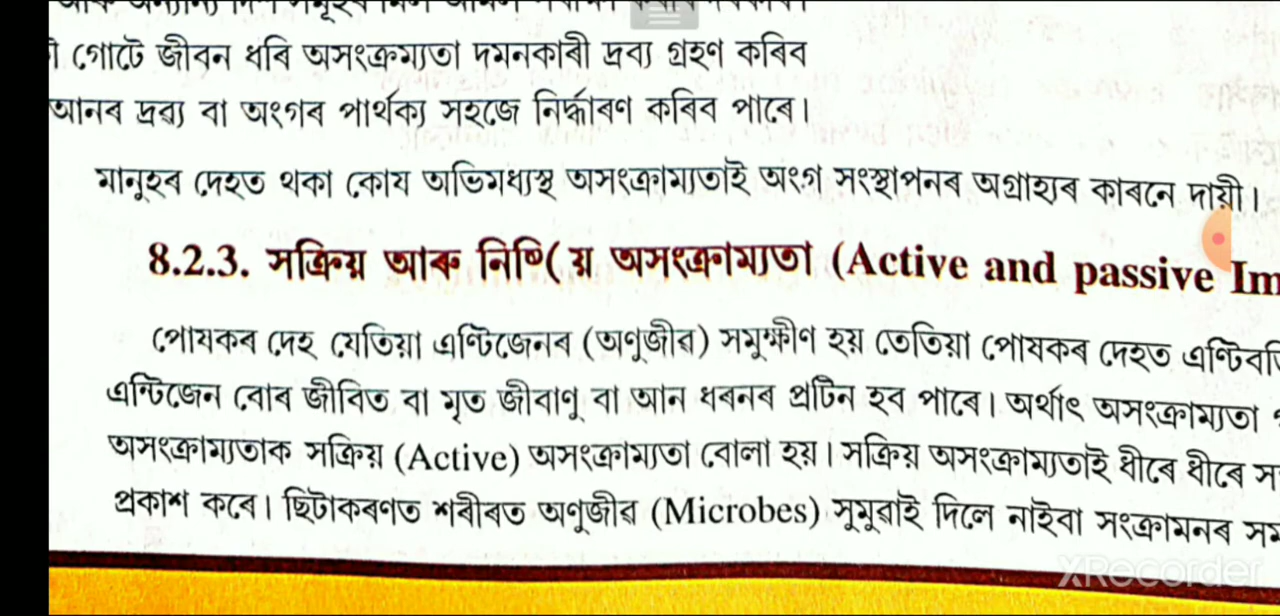 গোটে জীবন ধৰি অসংক্ৰম্যতা দমনকাৰী দ্ৰব্য গ্ৰহণ কৰিব
আনৰ দ্ৰব্য বা অংগৰ পাৰ্থক্য সহজে নিৰ্দ্ধাৰণ কৰিব পাৰে।
মানুহৰ দেহত থকা কোষ অভিমধ্যস্থ অসংক্ৰাম্যতাই অংগ সংস্থাপনৰ অগ্ৰাহ্যৰ কাৰনে দায়ী।
8.2.3. সক্ৰিয় আৰু অসংক্ৰাম্যতা (Active and passive Im
পোষকৰ দেহ যেতিয়া এণ্টিজেনৰ (অণুজীৱ) সমুক্ষীণ হয় তেতিয়া পোষকৰ দেহত এণ্টিবডি
এন্টিজেন বোৰ জীবিত বা মৃত জীবাণু বা আন ধৰনৰ প্ৰটিন হব পাৰে। অৰ্থাৎ অসংক্ৰাম্যতা
অসংক্ৰাম্যতাক সক্ৰিয় (Active) অসংক্ৰাম্যতা বোলা হয়। সক্ৰিয় অসংক্ৰাম্যতাই ধীৰে ধীৰে
প্ৰকাশ কৰে। ছিটাকৰণত শৰীৰত অণুজীৱ (Microbes) সুমুৱাই দিলে নাইবা সংক্ৰামনৰ
XRecorder